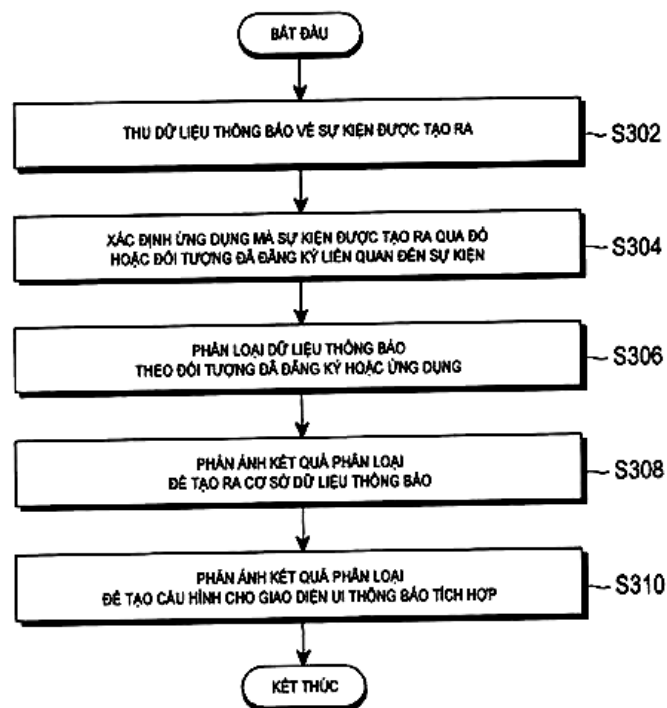 BẮT ĐẦU
THU DỮ LIỆU THÔNG BÁO VỀ SỰ KIỆN ĐƯỢC TẠO RA
S302
XÁC ĐỊNH ỨNG DỤNG MÀ SỰ KIỆN ĐƯỢC TẠO RA QUA ĐÓ
HOẶC ĐỐI TƯỢNG ĐÃ ĐĂNG KÝ LIÊN QUAN ĐẾN SỰ KIỆN
S304
PHÂN LOẠI DỮ LIỆU THÔNG BÁO
THEO ĐỐI TƯỢNG ĐÃ ĐĂNG KÝ HOẶC ỨNG DỤNG
S306
PHẢN ÁNH KẾT QUẢ PHÂN LOẠI
ĐỂ TẠO RA CƠ SỞ DỮ LIỆU THÔNG BÁO
S308
PHẢN ÁNH KẾT QUẢ PHÂN LOẠI
ĐỂ TẠO CẤU HÌNH CHO GIAO DIỆN UI THÔNG BÁO TÍCH HỢP
S310
KẾT THÚC